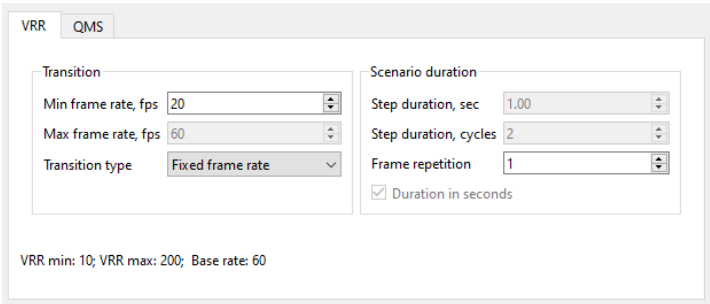 VRR QMS
Transition
Min frame rate, fps 20
Max frame rate, fps 60
Transition type Fixed frame rate
Scenario duration
Step duration, sec 1.00
Step duration, cycles 2
Frame repetition 1
Duration in seconds
VRR min: 10; VRR max: 200; Base rate: 60